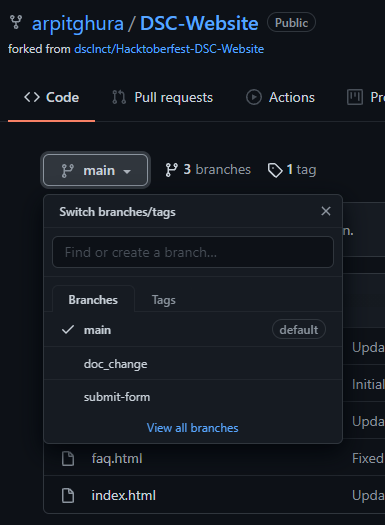 arpitghura / DSC-Website Public
forked from dsclnct/Hacktoberfest-DSC-Website
Code Pull requests Actions Pr
main 3 branches 1 tag
Switch branches/tags
n.
Find or create a branch...
Branches Tags
main default
doc_change Upda
Initial
submit-form Upda
View all branches
faq.html Fixed
index.html Upda